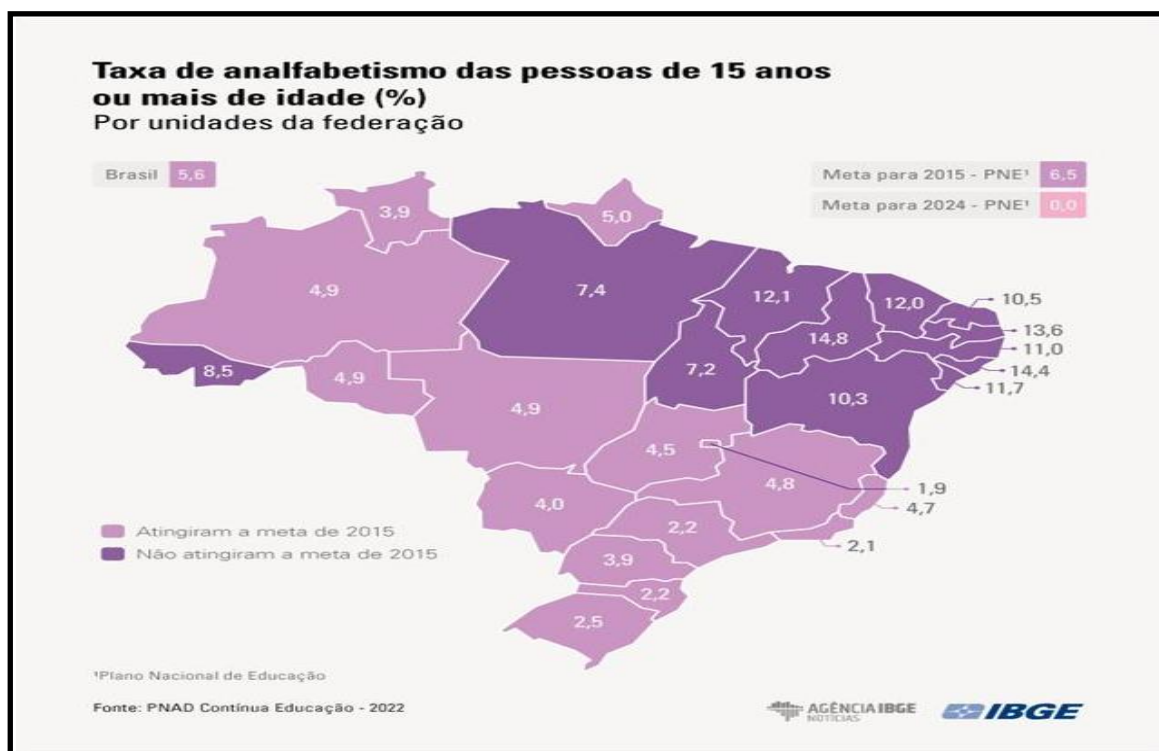 Taxa de analfabetismo das pessoas de 15 anos
ou mais de idade (%)
Por unidades da federação
Brasil 5,6
Meta para 2015 - PNE¹ 6,5
Meta para 2024 - PNE¹ 0,0
3,9
5,0
4,9
7,4
12,1
12,0
10,5
13,6
14,8
11,0
8,5
4,9
7,2
14,4
11,7
10,3
4,9
4,5
4,8
1,9
4,7
4,0
2,2
2,1
Atingiram a meta de 2015
Não atingiram a meta de 2015
3,9
2,2
2,5
¹Plano Nacional de Educação
Fonte: PNAD Contínua Educação - 2022
AGÊNCIA IBGE
NOTÍCIAS
IBGE